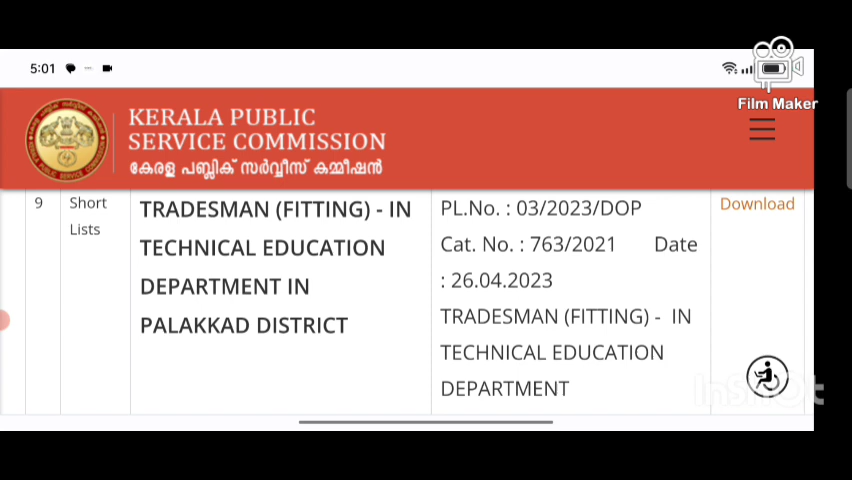 5:01
Film Maker
KERALA PUBLIC
SERVICE COMMISSION
കേരള പബ്ലിക് സർവ്വീസ് കമ്മീഷൻ
9
Short
Lists
TRADESMAN (FITTING) - IN
TECHNICAL EDUCATION
DEPARTMENT IN
PALAKKAD DISTRICT
PL.No. : 03/2023/DOP
Cat. No. : 763/2021 Date
: 26.04.2023
TRADESMAN (FITTING) - IN
TECHNICAL EDUCATION
DEPARTMENT
Download
InShot